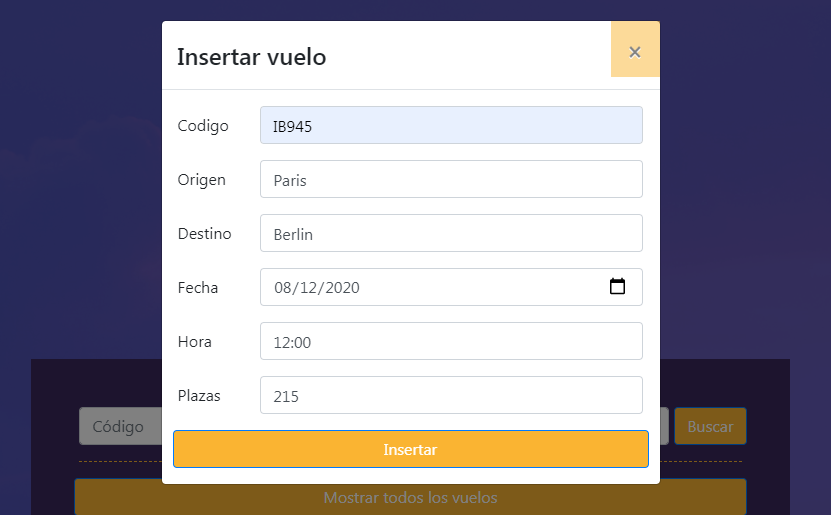 Insertar vuelo
×
Codigo IB945
Origen Paris
Destino Berlin
Fecha 08/12/2020
Hora 12:00
Plazas 215
Insertar
Código
Buscar
Mostrar todos los vuelos